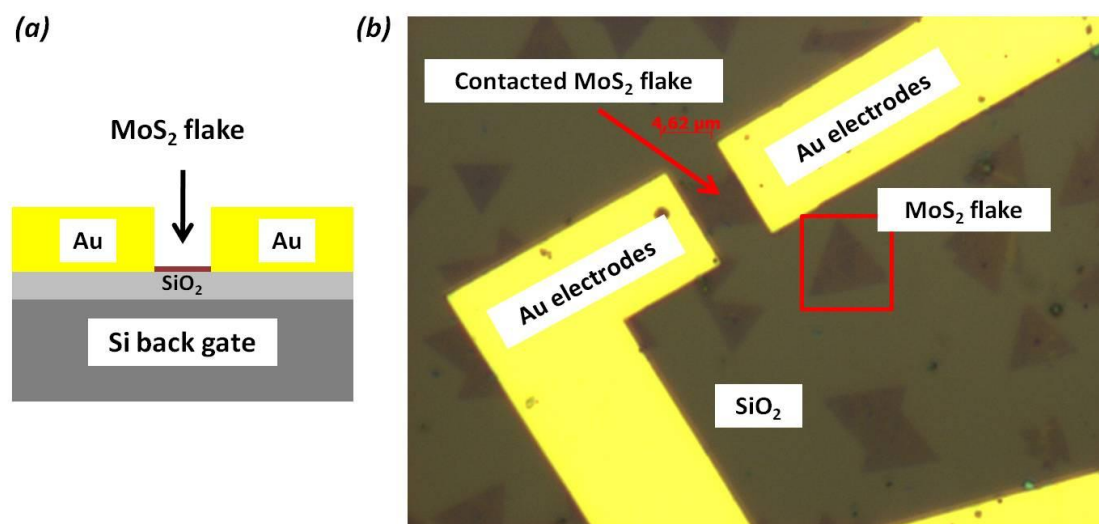 (a)
MoS₂ flake
Au
Au
SiO₂
Si back gate
(b)
Contacted MoS₂ flake
4,62 μm
Au electrodes
MoS₂ flake
Au electrodes
SiO₂